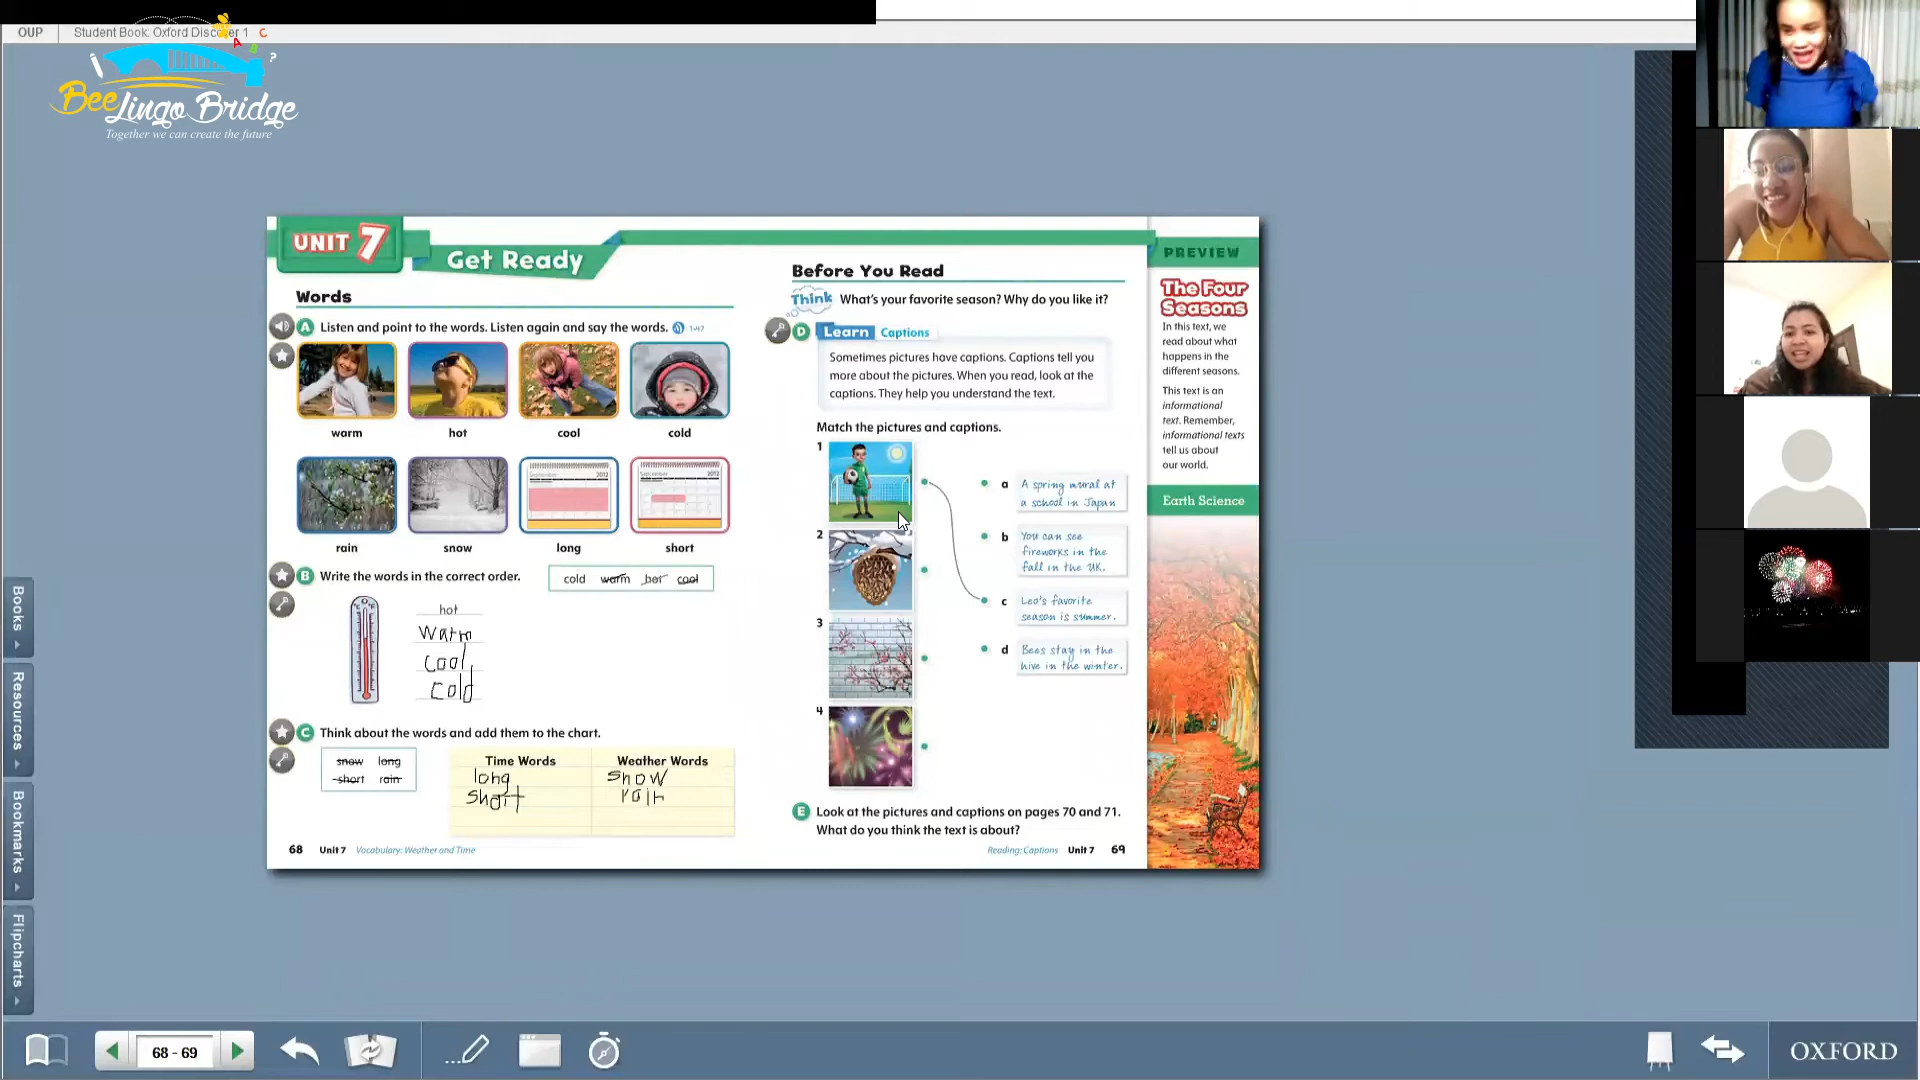 OUP
Student Book: Oxford Discover 1
A B C ?
BeeLingo Bridge
Together we can create the future
UNIT 7
Get Ready
Words
A Listen and point to the words. Listen again and say the words. 1•47
warm hot cool cold
September 2012 September 2012
rain snow long short
B Write the words in the correct order.
cold warm hot cool
°C °F
hot
warm
cool
cold
C Think about the words and add them to the chart.
snow long
short rain
Time Words Weather Words
long snow
short rain
68 Unit 7 Vocabulary: Weather and Time
Before You Read
Think What's your favorite season? Why do you like it?
D Learn Captions
Sometimes pictures have captions. Captions tell you
more about the pictures. When you read, look at the
captions. They help you understand the text.
Match the pictures and captions.
1
2
3
4
a A spring mural at
a school in Japan
b You can see
fireworks in the
fall in the UK.
c Leo's favorite
season is summer.
d Bees stay in the
hive in the winter.
E Look at the pictures and captions on pages 70 and 71.
What do you think the text is about?
Reading: Captions Unit 7 69
PREVIEW
The Four
Seasons
In this text, we
read about what
happens in the
different seasons.
This text is an
informational
text. Remember,
informational texts
tell us about
our world.
Earth Science
Books
Resources
Bookmarks
Flipcharts
68 - 69
OXFORD